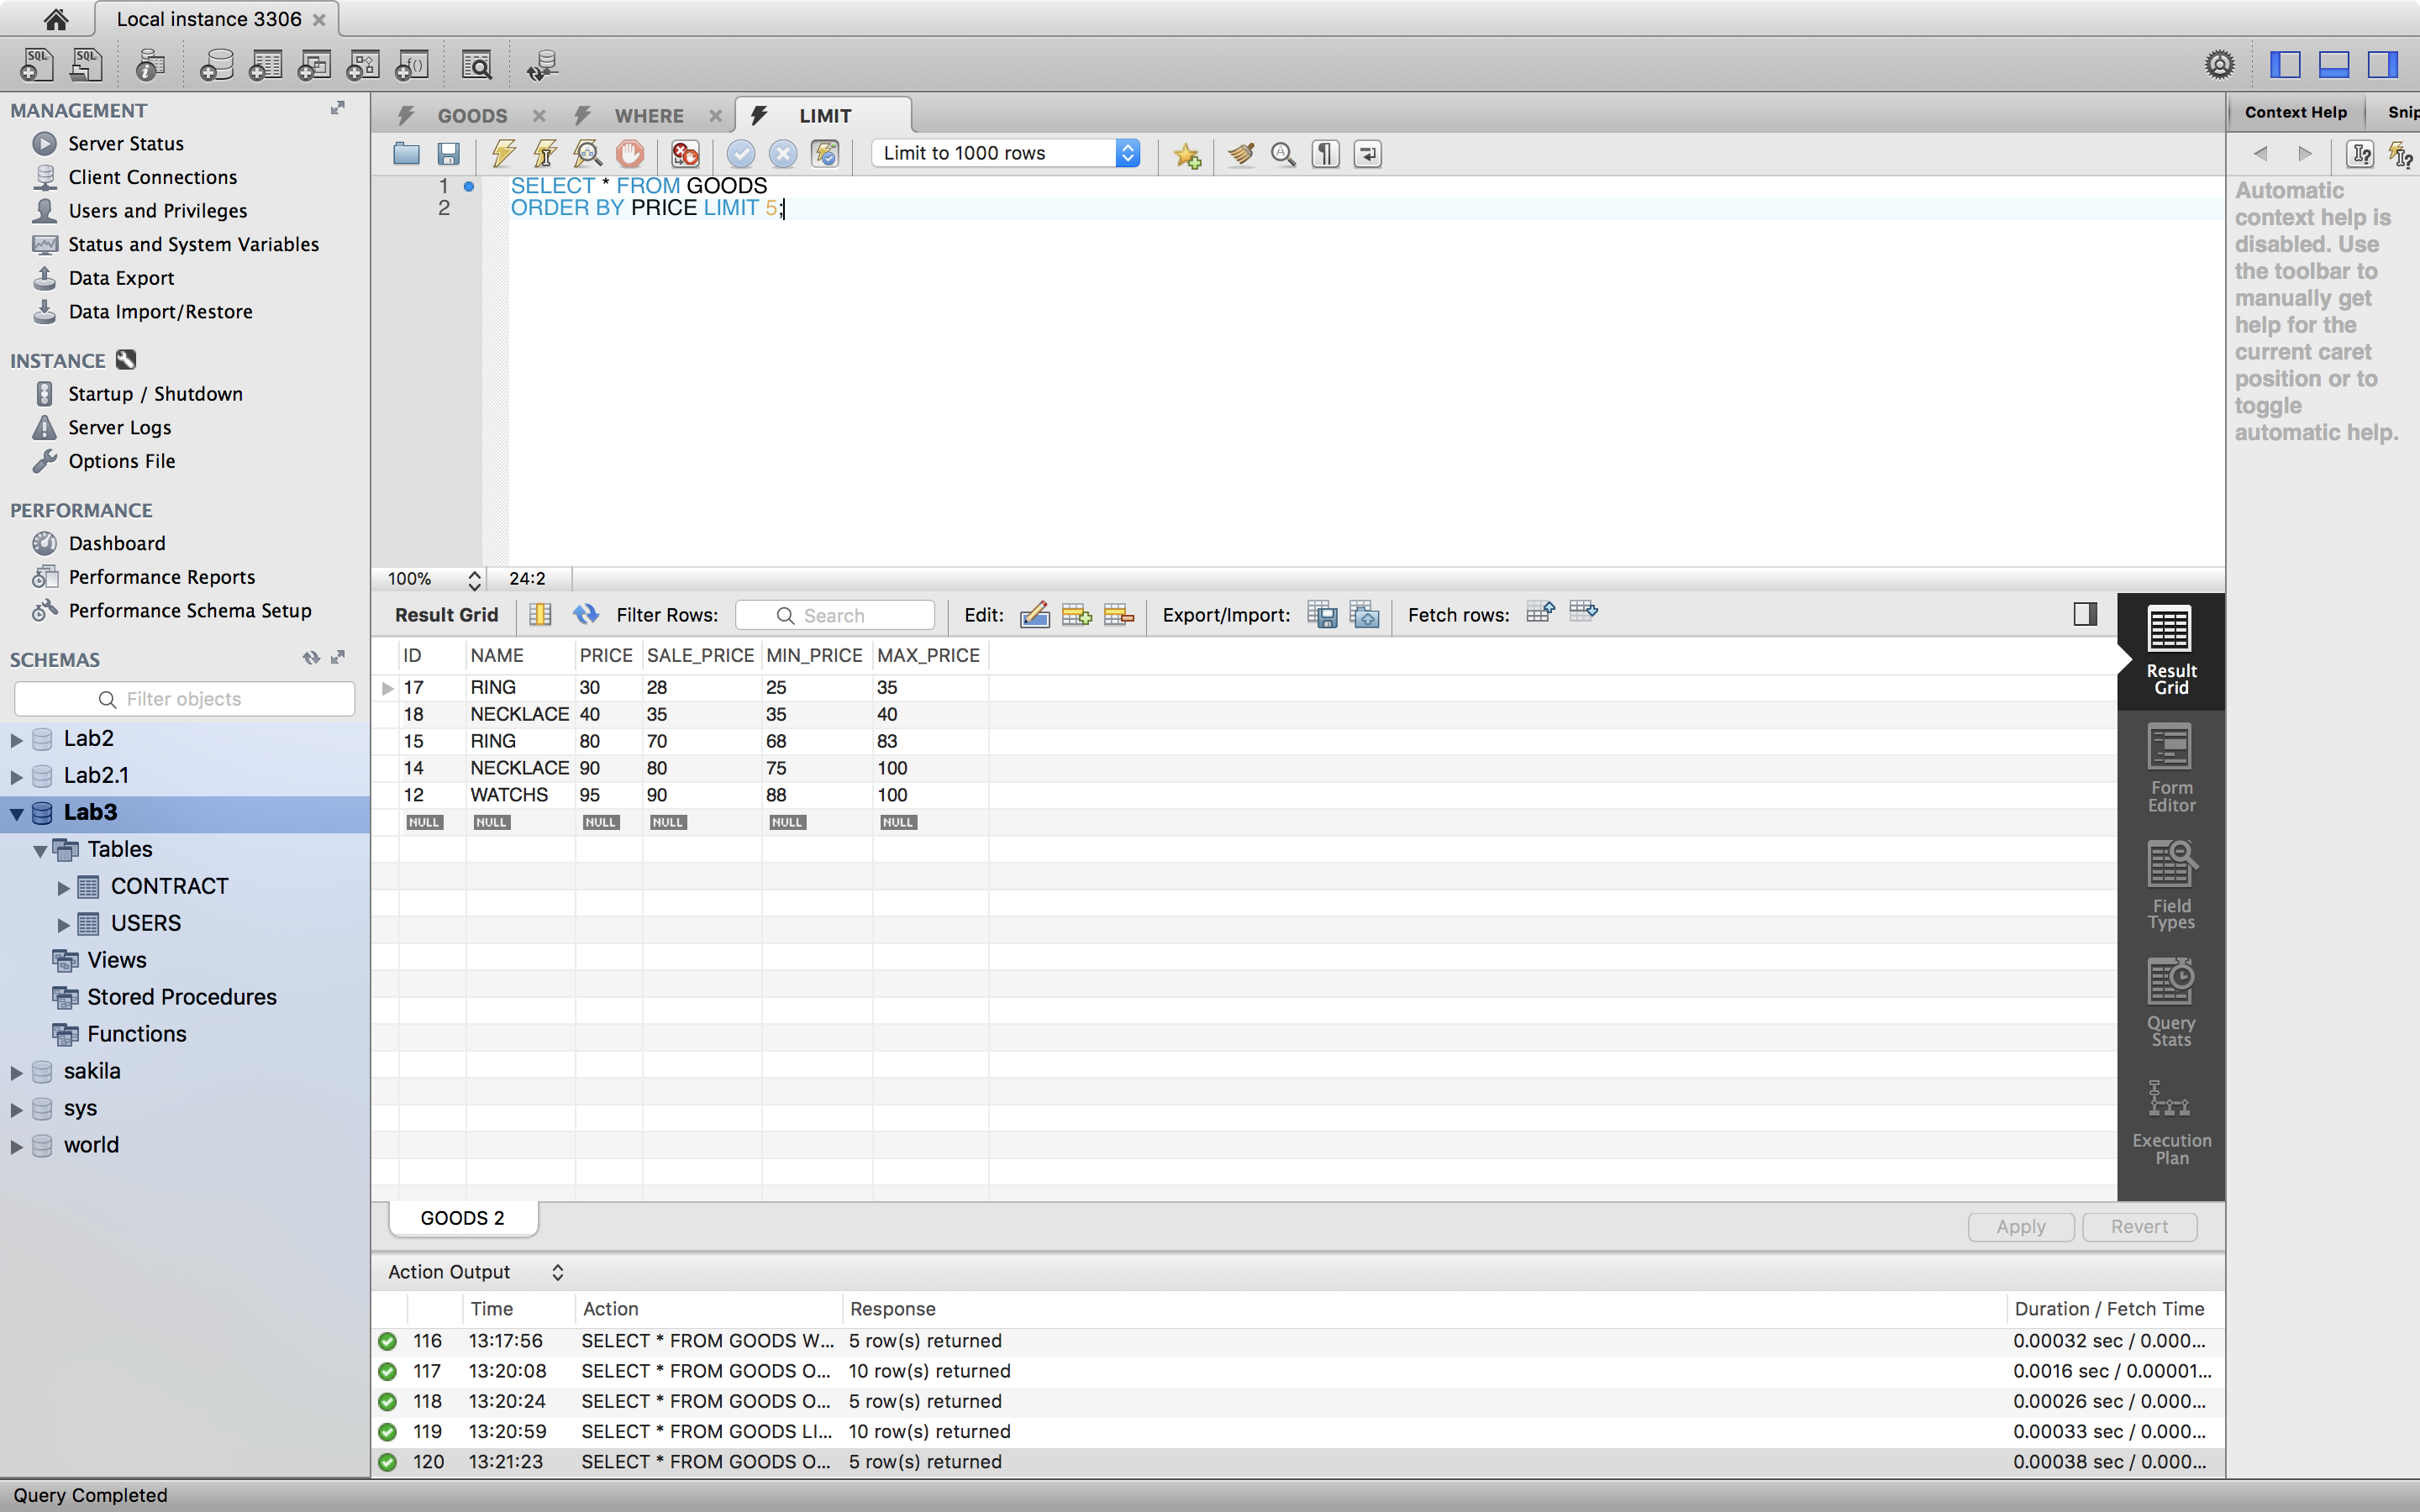 Local instance 3306
MANAGEMENT
Server Status
Client Connections
Users and Privileges
Status and System Variables
Data Export
Data Import/Restore
INSTANCE
Startup / Shutdown
Server Logs
Options File
PERFORMANCE
Dashboard
Performance Reports
Performance Schema Setup
SCHEMAS
Filter objects
Lab2
Lab2.1
Lab3
Tables
CONTRACT
USERS
Views
Stored Procedures
Functions
sakila
sys
world
GOODS WHERE LIMIT
Limit to 1000 rows
1 SELECT * FROM GOODS
2 ORDER BY PRICE LIMIT 5;
100% 24:2
Result Grid Filter Rows: Search Edit: Export/Import: Fetch rows:
ID NAME PRICE SALE_PRICE MIN_PRICE MAX_PRICE
17 RING 30 28 25 35
18 NECKLACE 40 35 35 40
15 RING 80 70 68 83
14 NECKLACE 90 80 75 100
12 WATCHS 95 90 88 100
NULL NULL NULL NULL NULL NULL
Result
Grid
Form
Editor
Field
Types
Query
Stats
Execution
Plan
GOODS 2
Apply Revert
Action Output
Time Action Response Duration / Fetch Time
116 13:17:56 SELECT * FROM GOODS W... 5 row(s) returned 0.00032 sec / 0.000...
117 13:20:08 SELECT * FROM GOODS O... 10 row(s) returned 0.0016 sec / 0.00001...
118 13:20:24 SELECT * FROM GOODS O... 5 row(s) returned 0.00026 sec / 0.000...
119 13:20:59 SELECT * FROM GOODS LI... 10 row(s) returned 0.00033 sec / 0.000...
120 13:21:23 SELECT * FROM GOODS O... 5 row(s) returned 0.00038 sec / 0.000...
Context Help Snip
Automatic
context help is
disabled. Use
the toolbar to
manually get
help for the
current caret
position or to
toggle
automatic help.
Query Completed